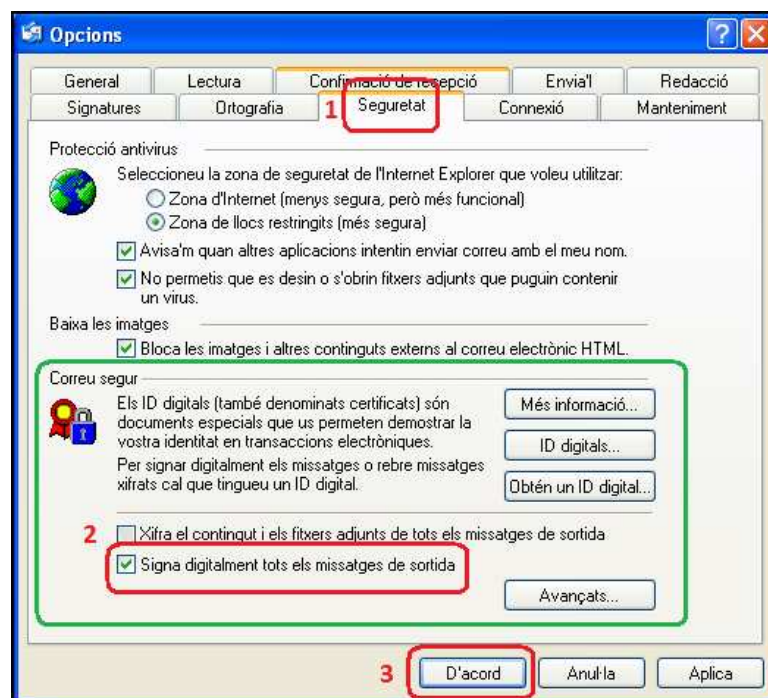 Opcions
General Lectura Confirmació de recepció Envia'l Redacció
Signatures Ortografia 1 Seguretat Connexió Manteniment
Protecció antivirus
Seleccioneu la zona de seguretat de l'Internet Explorer que voleu utilitzar:
Zona d'Internet (menys segura, però més funcional)
Zona de llocs restringits (més segura)
Avisa'm quan altres aplicacions intentin enviar correu amb el meu nom.
No permetis que es desin o s'obrin fitxers adjunts que puguin contenir
un virus.
Baixa les imatges
Bloca les imatges i altres continguts externs al correu electrònic HTML.
Correu segur
Els ID digitals (també denominats certificats) són
documents especials que us permeten demostrar la
vostra identitat en transaccions electròniques.
Per signar digitalment els missatges o rebre missatges
xifrats cal que tingueu un ID digital.
Més informació...
ID digitals...
Obtén un ID digital...
2 Xifra el contingut i els fitxers adjunts de tots els missatges de sortida
Signa digitalment tots els missatges de sortida
Avançats...
3 D'acord Anul·la Aplica